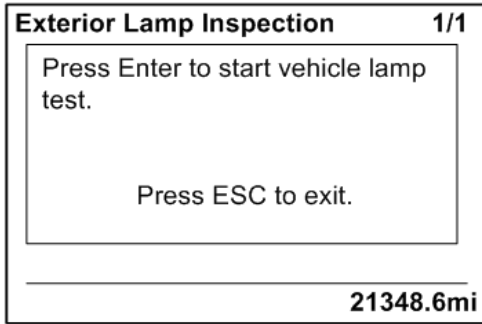 Exterior Lamp Inspection 1/1
Press Enter to start vehicle lamp
test.
Press ESC to exit.
21348.6mi